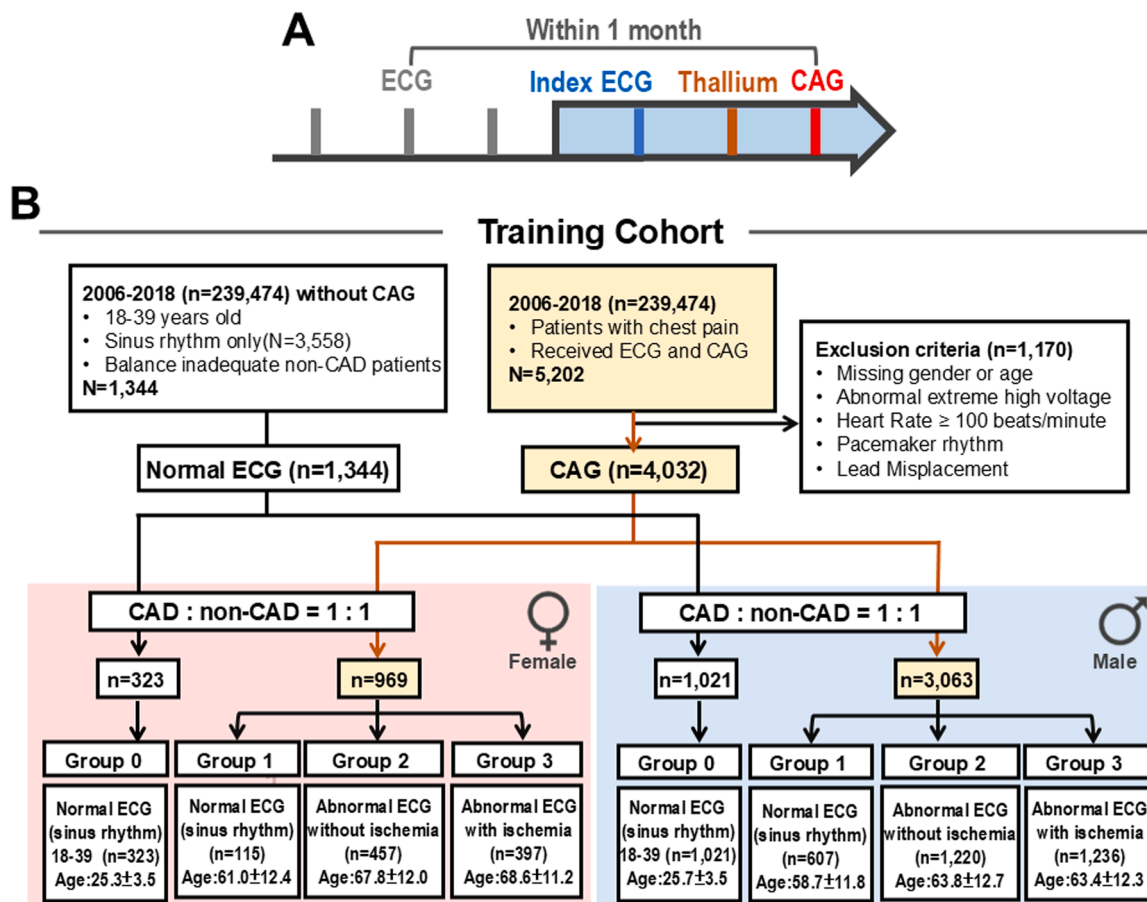 A
Within 1 month
ECG
Index ECG
Thallium
CAG
B
Training Cohort
2006-2018 (n=239,474) without CAG
• 18-39 years old
• Sinus rhythm only(N=3,558)
• Balance inadequate non-CAD patients
N=1,344
2006-2018 (n=239,474)
• Patients with chest pain
• Received ECG and CAG
N=5,202
Exclusion criteria (n=1,170)
• Missing gender or age
• Abnormal extreme high voltage
• Heart Rate ≥ 100 beats/minute
• Pacemaker rhythm
• Lead Misplacement
Normal ECG (n=1,344)
CAG (n=4,032)
CAD : non-CAD = 1 : 1
Female
n=323
n=969
Group 0
Group 1
Group 2
Group 3
Normal ECG
(sinus rhythm)
18-39 (n=323)
Age:25.3±3.5
Normal ECG
(sinus rhythm)
(n=115)
Age:61.0±12.4
Abnormal ECG
without ischemia
(n=457)
Age:67.8±12.0
Abnormal ECG
with ischemia
(n=397)
Age:68.6±11.2
CAD : non-CAD = 1 : 1
Male
n=1,021
n=3,063
Group 0
Group 1
Group 2
Group 3
Normal ECG
(sinus rhythm)
18-39 (n=1,021)
Age:25.7±3.5
Normal ECG
(sinus rhythm)
(n=607)
Age:58.7±11.8
Abnormal ECG
without ischemia
(n=1,220)
Age:63.8±12.7
Abnormal ECG
with ischemia
(n=1,236)
Age:63.4±12.3